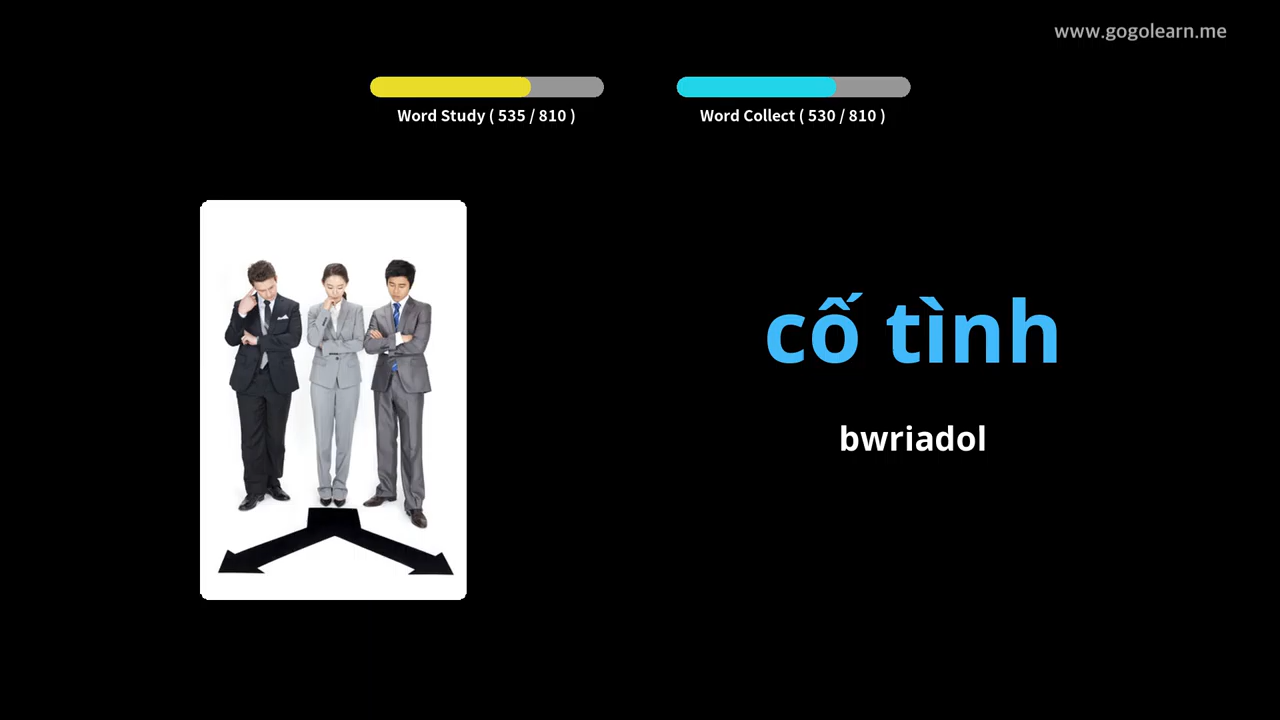 www.gogolearn.me
Word Study ( 535 / 810 )
Word Collect ( 530 / 810 )
cố tình
bwriadol